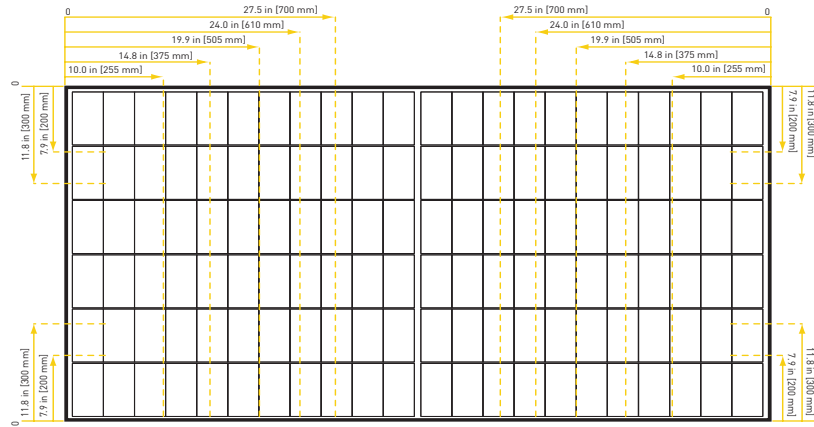 0
27.5 in [700 mm]
27.5 in [700 mm]
0
24.0 in [610 mm]
24.0 in [610 mm]
19.9 in [505 mm]
19.9 in [505 mm]
14.8 in [375 mm]
14.8 in [375 mm]
10.0 in [255 mm]
10.0 in [255 mm]
0
11.8 in [300 mm]
7.9 in [200 mm]
7.9 in [200 mm]
11.8 in [300 mm]
11.8 in [300 mm]
7.9 in [200 mm]
7.9 in [200 mm]
11.8 in [300 mm]
0